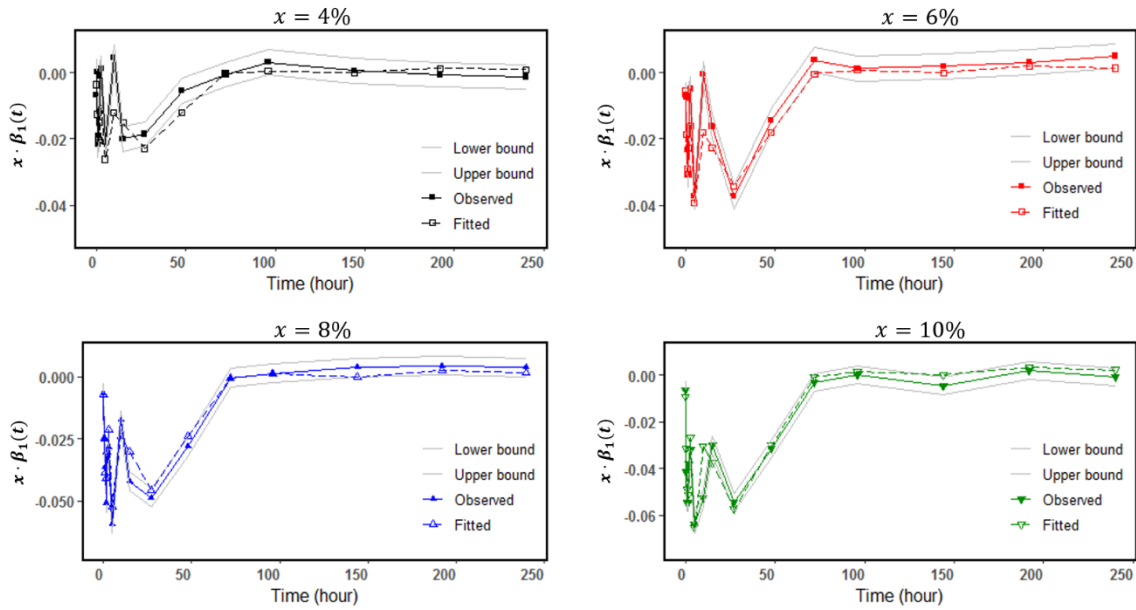 x = 4%
0.00
-0.02
-0.04
x · β₁(t)
Lower bound
Upper bound
Observed
Fitted
0 50 100 150 200 250
Time (hour)
x = 6%
0.00
-0.02
-0.04
-0.06
x · β₁(t)
Lower bound
Upper bound
Observed
Fitted
0 50 100 150 200 250
Time (hour)
x = 8%
0.000
-0.025
-0.050
x · β₁(t)
Lower bound
Upper bound
Observed
Fitted
0 50 100 150 200 250
Time (hour)
x = 10%
0.00
-0.02
-0.04
-0.06
x · β₁(t)
Lower bound
Upper bound
Observed
Fitted
0 50 100 150 200 250
Time (hour)